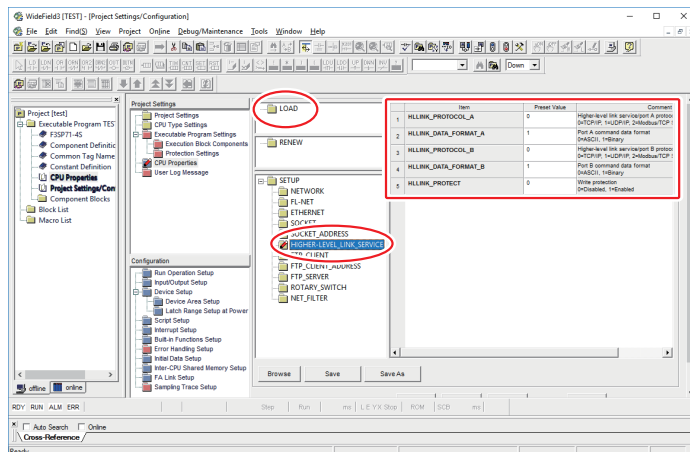 WideField3 [TEST] - [Project Settings/Configuration]
File Edit Find(S) View Project Online Debug/Maintenance Tools Window Help
Down
Project [test]
Executable Program TES
F3SP71-4S
Component Definitic
Common Tag Name
Constant Definition
CPU Properties
Project Settings/Con
Component Blocks
Block List
Macro List
offline
online
Project Settings
Project Settings
CPU Type Settings
Executable Program Settings
Execution Block Components
Protection Settings
CPU Properties
User Log Message
Configuration
Run Operation Setup
Input/Output Setup
Device Setup
Device Area Setup
Latch Range Setup at Power
Script Setup
Interrupt Setup
Built-in Functions Setup
Error Handling Setup
Initial Data Setup
Inter-CPU Shared Memory Setup
FA Link Setup
Sampling Trace Setup
LOAD
RENEW
SETUP
NETWORK
FL-NET
ETHERNET
SOCKET
SOCKET_ADDRESS
HIGHER-LEVEL_LINK_SERVICE
FTP_CLIENT
FTP_CLIENT_ADDRESS
FTP_SERVER
ROTARY_SWITCH
NET_FILTER
Browse
Save
Save As
Item Preset Value Comment
1 HLLINK_PROTOCOL_A 0 Higher-level link service/port A protoco
0=TCP/IP, 1=UDP/IP, 2=Modbus/TCP S
2 HLLINK_DATA_FORMAT_A 1 Port A command data format
0=ASCII, 1=Binary
3 HLLINK_PROTOCOL_B 0 Higher-level link service/port B protoco
0=TCP/IP, 1=UDP/IP, 2=Modbus/TCP S
4 HLLINK_DATA_FORMAT_B 1 Port B command data format
0=ASCII, 1=Binary
5 HLLINK_PROTECT 0 Write protection
0=Disabled, 1=Enabled
RDY RUN ALM ERR Step Run ms L E Y X Stop ROM SCB ms
Auto Search Online
Cross-Reference
Ready